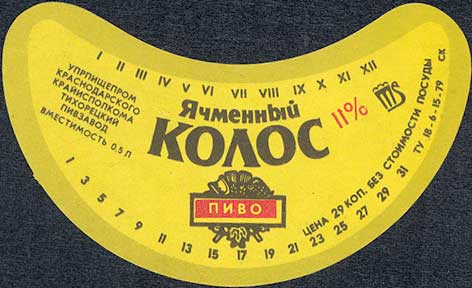 I II III IV V VI VII VIII IX X XI XII
УПРПИЩЕПРОМ
КРАСНОДАРСКОГО
КРАЙИСПОЛКОМА
ТИХОРЕЦКИЙ
ПИВЗАВОД
ВМЕСТИМОСТЬ 0,5 Л
Ячменный
КОЛОС
11%
ПИВО
ЦЕНА 29 КОП. БЕЗ СТОИМОСТИ ПОСУДЫ
ТУ 18-6-15-79 СК
1 3 5 7 9 11 13 15 17 19 21 23 25 27 29 31